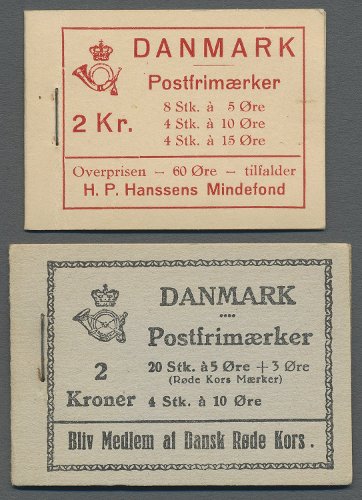 DANMARK
Postfrimærker
2 Kr.
8 Stk. à 5 Øre
4 Stk. à 10 Øre
4 Stk. à 15 Øre
Overprisen — 60 Øre — tilfalder
H. P. Hanssens Mindefond
DANMARK
Postfrimærker
2
Kroner
20 Stk. à 5 Øre + 3 Øre
(Røde Kors Mærker)
4 Stk. à 10 Øre
Bliv Medlem af Dansk Røde Kors.